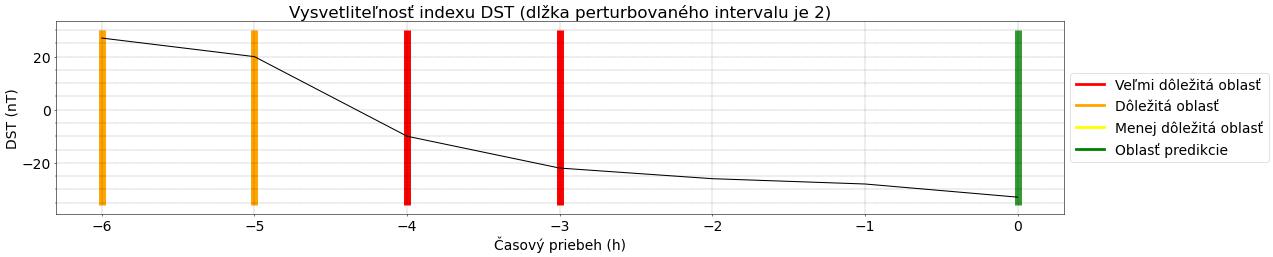 Vysvetliteľnosť indexu DST (dlžka perturbovaného intervalu je 2)
20
0
−20
DST (nT)
−6 −5 −4 −3 −2 −1 0
Časový priebeh (h)
Veľmi dôležitá oblasť
Dôležitá oblasť
Menej dôležitá oblasť
Oblasť predikcie